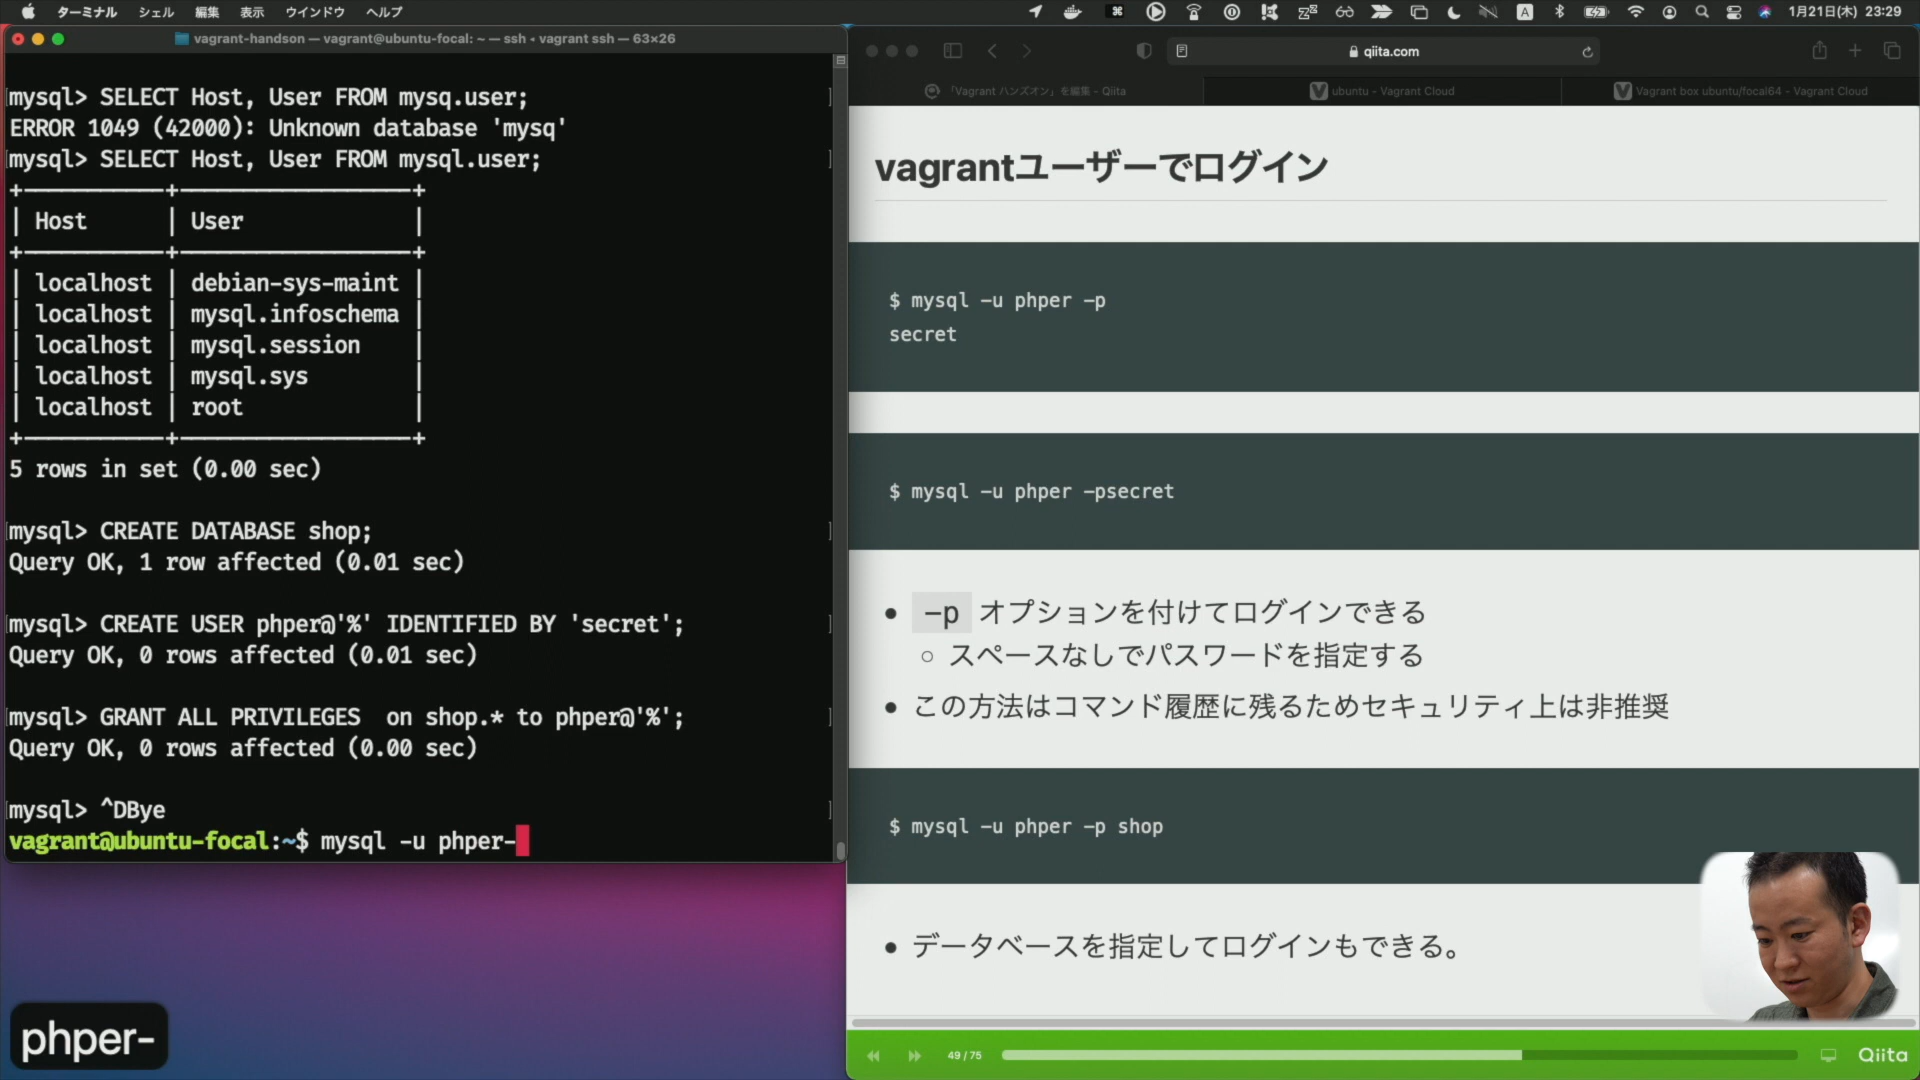 ターミナル シェル 編集 表示 ウインドウ ヘルプ
1月21日(木) 23:29
vagrant-handson — vagrant@ubuntu-focal: ~ — ssh ◂ vagrant ssh — 63×26
mysql> SELECT Host, User FROM mysq.user;
ERROR 1049 (42000): Unknown database 'mysq'
mysql> SELECT Host, User FROM mysql.user;
+-----------+------------------+
| Host      | User             |
+-----------+------------------+
| localhost | debian-sys-maint |
| localhost | mysql.infoschema |
| localhost | mysql.session    |
| localhost | mysql.sys        |
| localhost | root             |
+-----------+------------------+
5 rows in set (0.00 sec)
mysql> CREATE DATABASE shop;
Query OK, 1 row affected (0.01 sec)
mysql> CREATE USER phper@'%' IDENTIFIED BY 'secret';
Query OK, 0 rows affected (0.01 sec)
mysql> GRANT ALL PRIVILEGES  on shop.* to phper@'%';
Query OK, 0 rows affected (0.00 sec)
mysql> ^DBye
vagrant@ubuntu-focal:~$ mysql -u phper-
phper-
qiita.com
「Vagrant ハンズオン」を編集 - Qiita
ubuntu - Vagrant Cloud
Vagrant box ubuntu/focal64 - Vagrant Cloud
vagrantユーザーでログイン
$ mysql -u phper -p
secret
$ mysql -u phper -psecret
• -p オプションを付けてログインできる
○ スペースなしでパスワードを指定する
• この方法はコマンド履歴に残るためセキュリティ上は非推奨
$ mysql -u phper -p shop
• データベースを指定してログインもできる。
49 / 75
Qiita